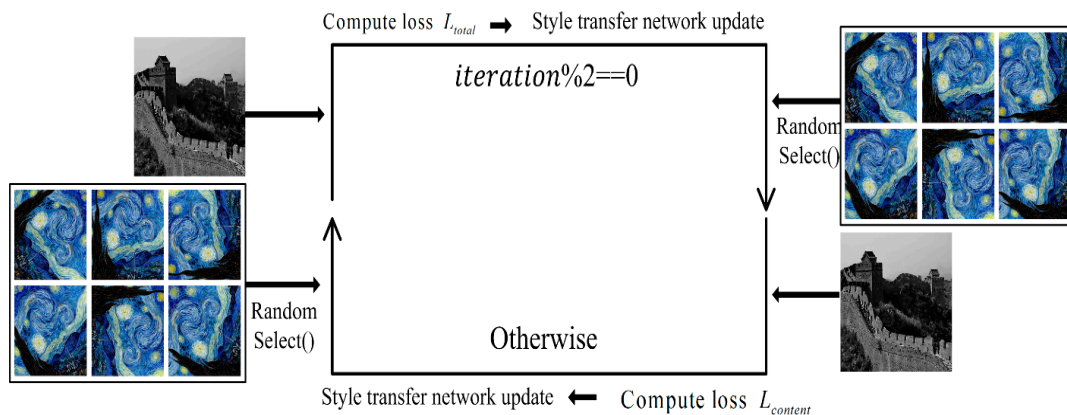 Compute loss L_total → Style transfer network update
iteration%2==0
Random
Select()
Random
Select()
Otherwise
Style transfer network update ← Compute loss L_content